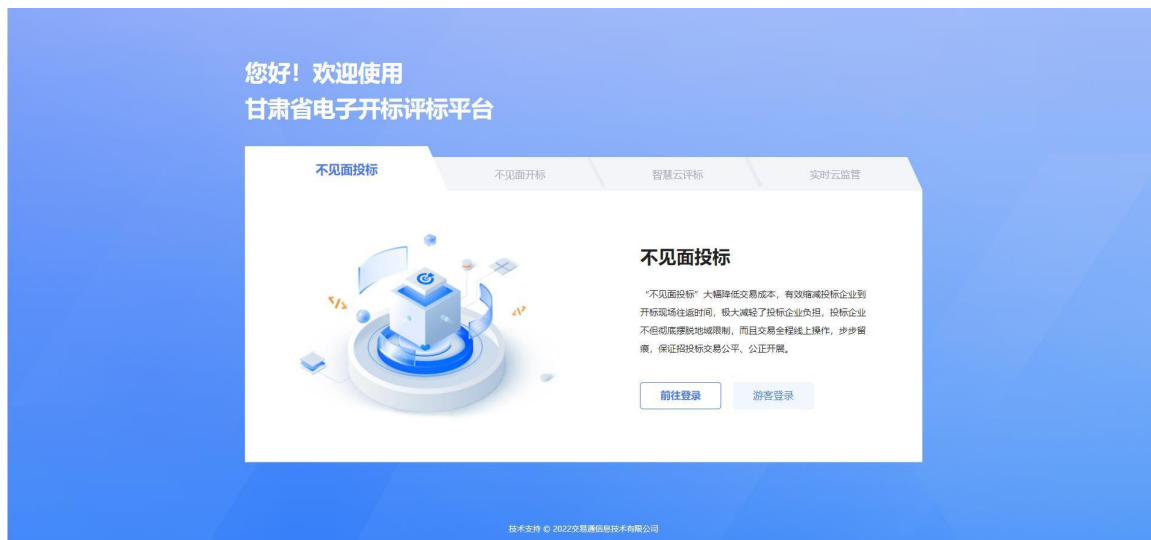 您好！欢迎使用
甘肃省电子开标评标平台
不见面投标
不见面开标
智慧云评标
实时云监管
不见面投标
“不见面投标”大幅降低交易成本，有效缩减投标企业到
开标现场往返时间，极大减轻了投标企业负担，投标企业
不但彻底摆脱地域限制，而且交易全程线上操作，步步留
痕，保证招投标交易公平、公正开展。
前往登录
游客登录
技术支持 © 2022交易通信息技术有限公司